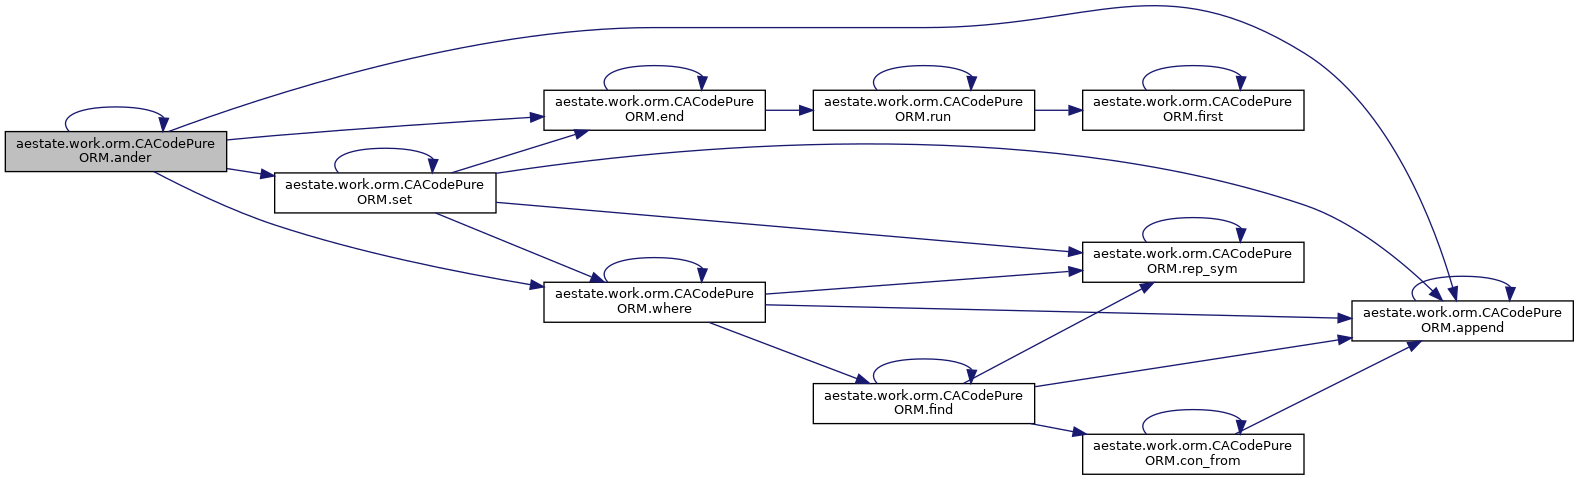 aestate.work.orm.CACodePure
ORM.ander
aestate.work.orm.CACodePure
ORM.set
aestate.work.orm.CACodePure
ORM.end
aestate.work.orm.CACodePure
ORM.where
aestate.work.orm.CACodePure
ORM.run
aestate.work.orm.CACodePure
ORM.find
aestate.work.orm.CACodePure
ORM.first
aestate.work.orm.CACodePure
ORM.rep_sym
aestate.work.orm.CACodePure
ORM.con_from
aestate.work.orm.CACodePure
ORM.append